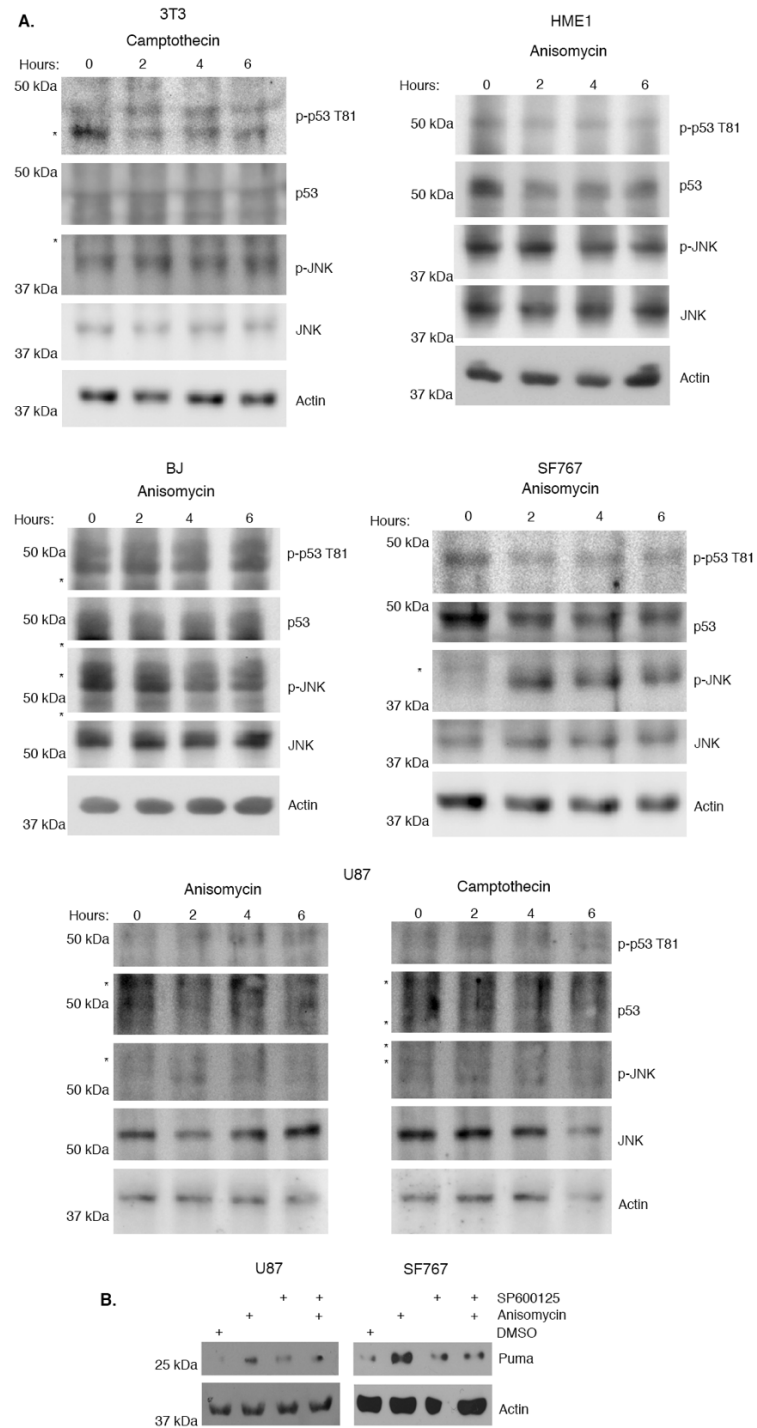 A.
3T3
Camptothecin
Hours: 0 2 4 6
50 kDa
p-p53 T81
*
50 kDa
p53
*
p-JNK
37 kDa
JNK
37 kDa
Actin
37 kDa
HME1
Anisomycin
Hours: 0 2 4 6
50 kDa
p-p53 T81
p53
50 kDa
p-JNK
37 kDa
JNK
37 kDa
Actin
37 kDa
BJ
Anisomycin
Hours: 0 2 4 6
50 kDa
p-p53 T81
*
50 kDa
p53
*
*
p-JNK
50 kDa
*
JNK
50 kDa
Actin
37 kDa
SF767
Anisomycin
Hours: 0 2 4 6
50 kDa
p-p53 T81
50 kDa
p53
*
p-JNK
37 kDa
JNK
37 kDa
Actin
37 kDa
U87
Anisomycin
Hours: 0 2 4 6
50 kDa
*
50 kDa
*
50 kDa
50 kDa
37 kDa
Camptothecin
0 2 4 6
p-p53 T81
*
p53
*
*
*
p-JNK
JNK
Actin
B.
U87 SF767
+ + + + SP600125
+ + + + Anisomycin
+ + DMSO
25 kDa Puma
37 kDa Actin